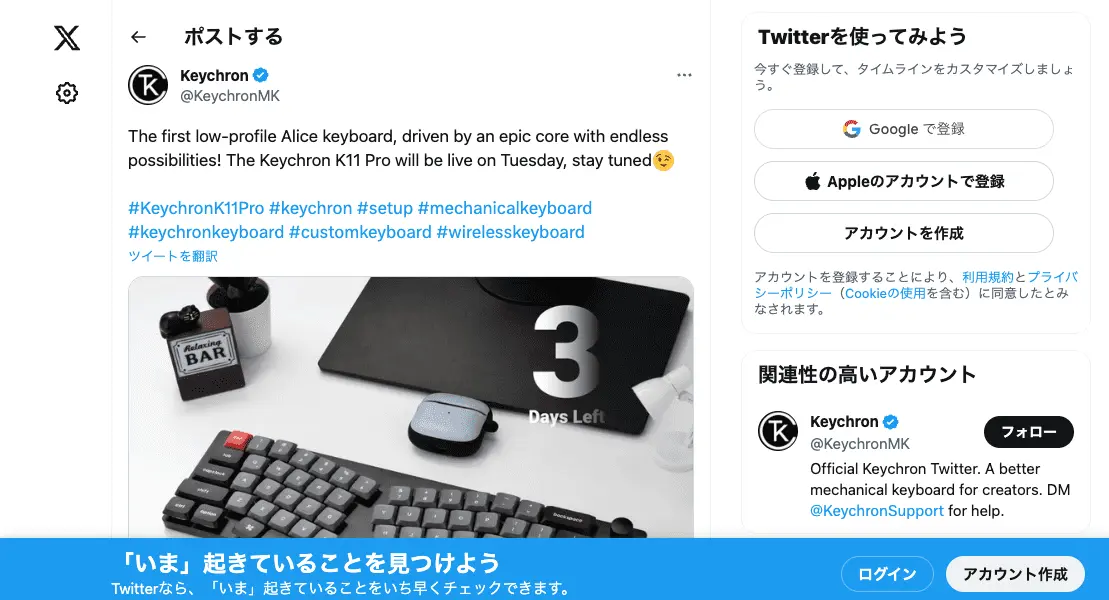 ポストする
Keychron
@KeychronMK
The first low-profile Alice keyboard, driven by an epic core with endless
possibilities! The Keychron K11 Pro will be live on Tuesday, stay tuned😉
#KeychronK11Pro #keychron #setup #mechanicalkeyboard
#keychronkeyboard #customkeyboard #wirelesskeyboard
ツイートを翻訳
Relaxing
BAR
3
Days Left
esc
tab
shift
ctrl
option
backspace
Twitterを使ってみよう
今すぐ登録して、タイムラインをカスタマイズしましょ
う。
Google で登録
Appleのアカウントで登録
アカウントを作成
アカウントを登録することにより、利用規約とプライバ
シーポリシー（Cookieの使用を含む）に同意したとみ
なされます。
関連性の高いアカウント
Keychron
@KeychronMK
フォロー
Official Keychron Twitter. A better
mechanical keyboard for creators. DM
@KeychronSupport for help.
「いま」起きていることを見つけよう
Twitterなら、「いま」起きていることをいち早くチェックできます。
ログイン
アカウント作成